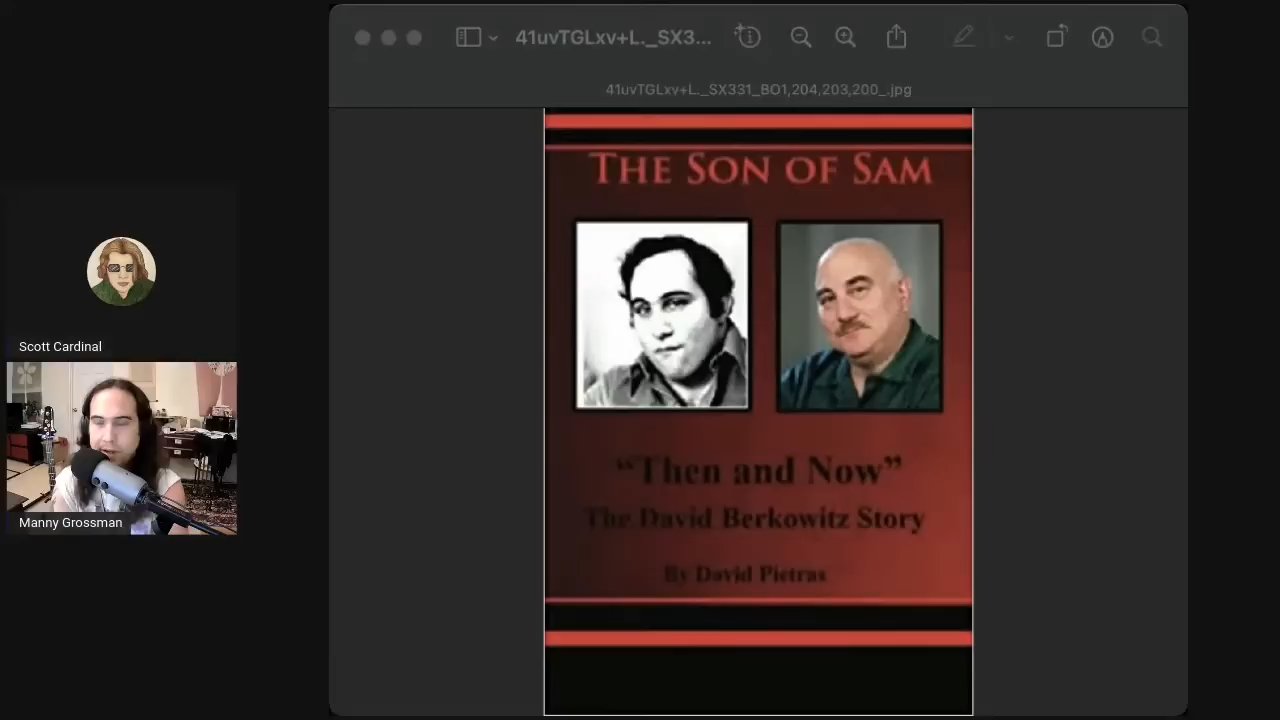 41uvTGLxv+L._SX3...
41uvTGLxv+L._SX331_BO1,204,203,200_.jpg
THE SON OF SAM
“Then and Now”
The David Berkowitz Story
By David Pietras
Scott Cardinal
Manny Grossman